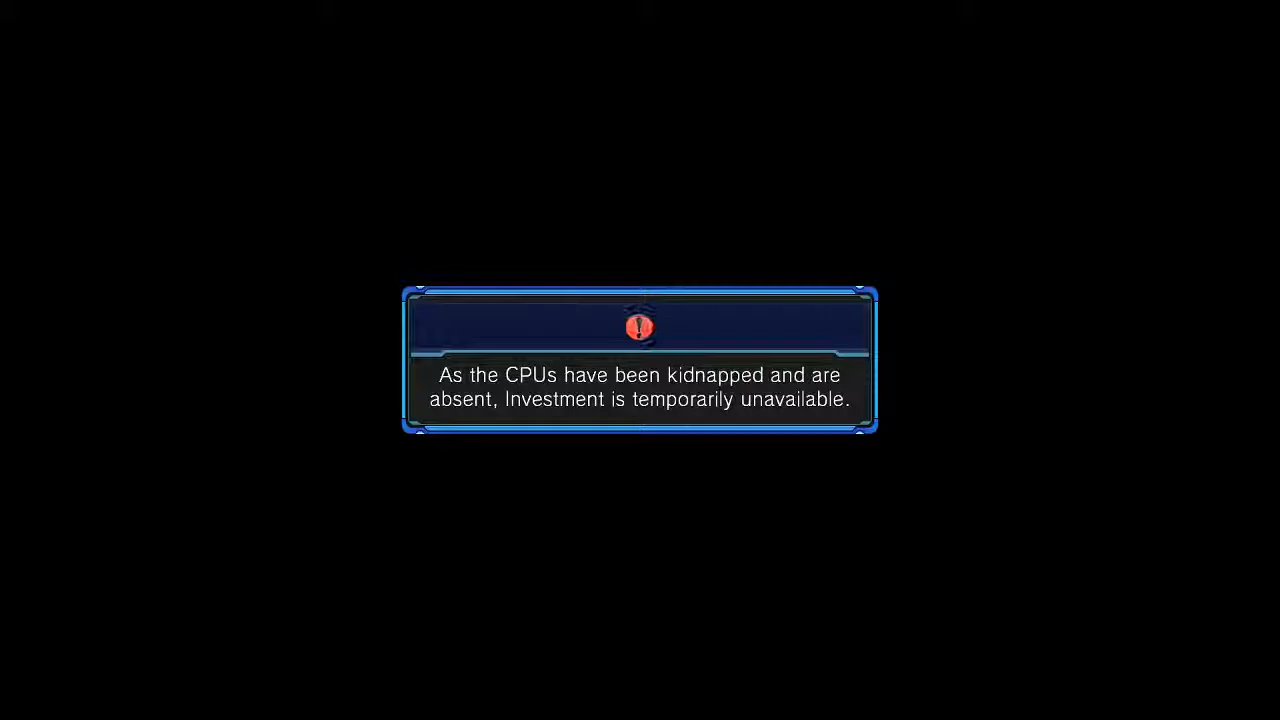 As the CPUs have been kidnapped and are
absent, Investment is temporarily unavailable.